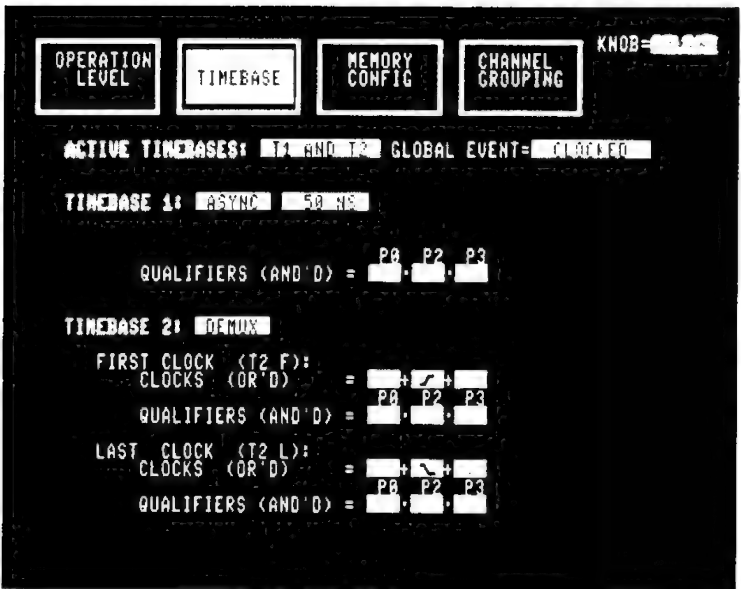 KNOB=
OPERATION LEVEL
TIMEBASE
MEMORY CONFIG
CHANNEL GROUPING
ACTIVE TIMEBASES: T1 AND T2 GLOBAL EVENT= CLOCKED
TIMEBASE 1: ASYNC 50 NS
P0 P2 P3
QUALIFIERS (AND'D) = . .
TIMEBASE 2: DEMUX
FIRST CLOCK (T2 F):
CLOCKS (OR'D) = + +
P0 P2 P3
QUALIFIERS (AND'D) = . .
LAST CLOCK (T2 L):
CLOCKS (OR'D) = + +
P0 P2 P3
QUALIFIERS (AND'D) = . .